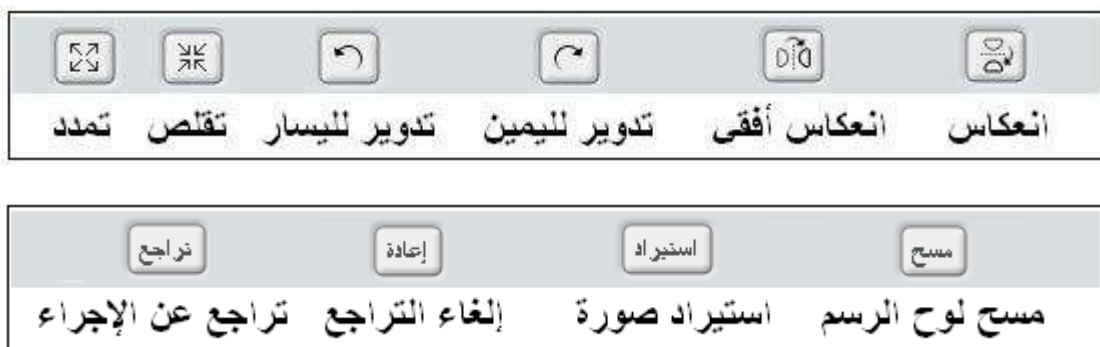 انعكاس انعكاس أفقى تدوير لليمين تدوير لليسار تقلص تمدد
مسح استيراد إعادة تراجع
مسح لوح الرسم استيراد صورة إلغاء التراجع تراجع عن الإجراء